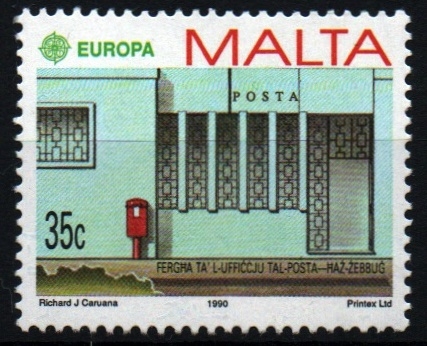 EUROPA
MALTA
POSTA
35c
FERGĦA TA' L-UFFIĊĊJU TAL-POSTA—ĦAŻ-ŻEBBUĠ
Richard J Caruana 1990 Printex Ltd